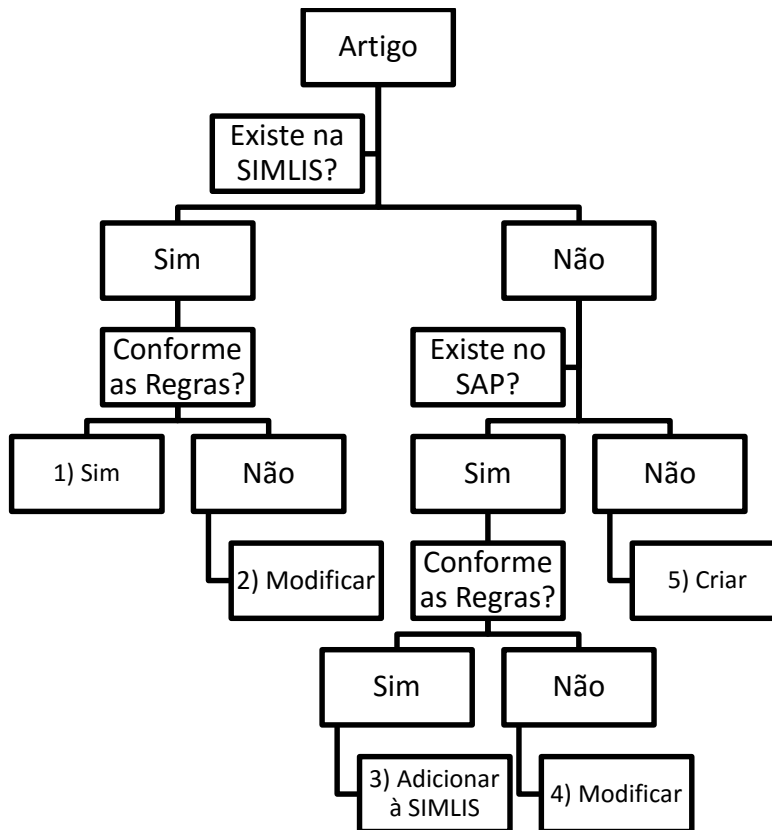 Artigo
Existe na
SIMLIS?
Sim
Não
Conforme
as Regras?
Existe no
SAP?
1) Sim
Não
Sim
Não
2) Modificar
Conforme
as Regras?
5) Criar
Sim
Não
3) Adicionar
à SIMLIS
4) Modificar